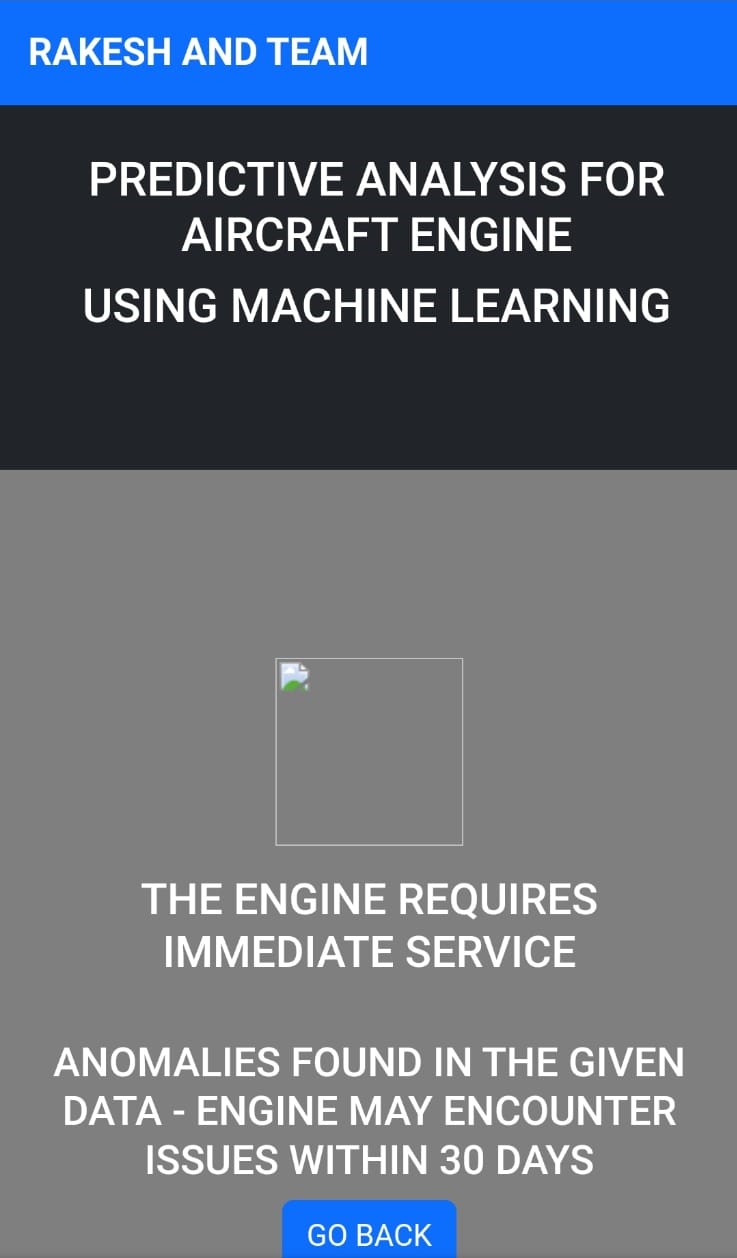 RAKESH AND TEAM
PREDICTIVE ANALYSIS FOR
AIRCRAFT ENGINE
USING MACHINE LEARNING
THE ENGINE REQUIRES
IMMEDIATE SERVICE
ANOMALIES FOUND IN THE GIVEN
DATA - ENGINE MAY ENCOUNTER
ISSUES WITHIN 30 DAYS
GO BACK